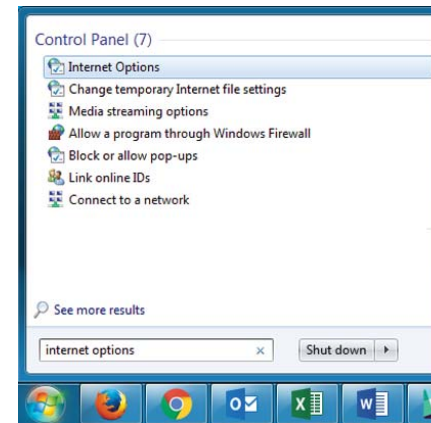 Control Panel (7)
Internet Options
Change temporary Internet file settings
Media streaming options
Allow a program through Windows Firewall
Block or allow pop-ups
Link online IDs
Connect to a network
See more results
internet options
Shut down